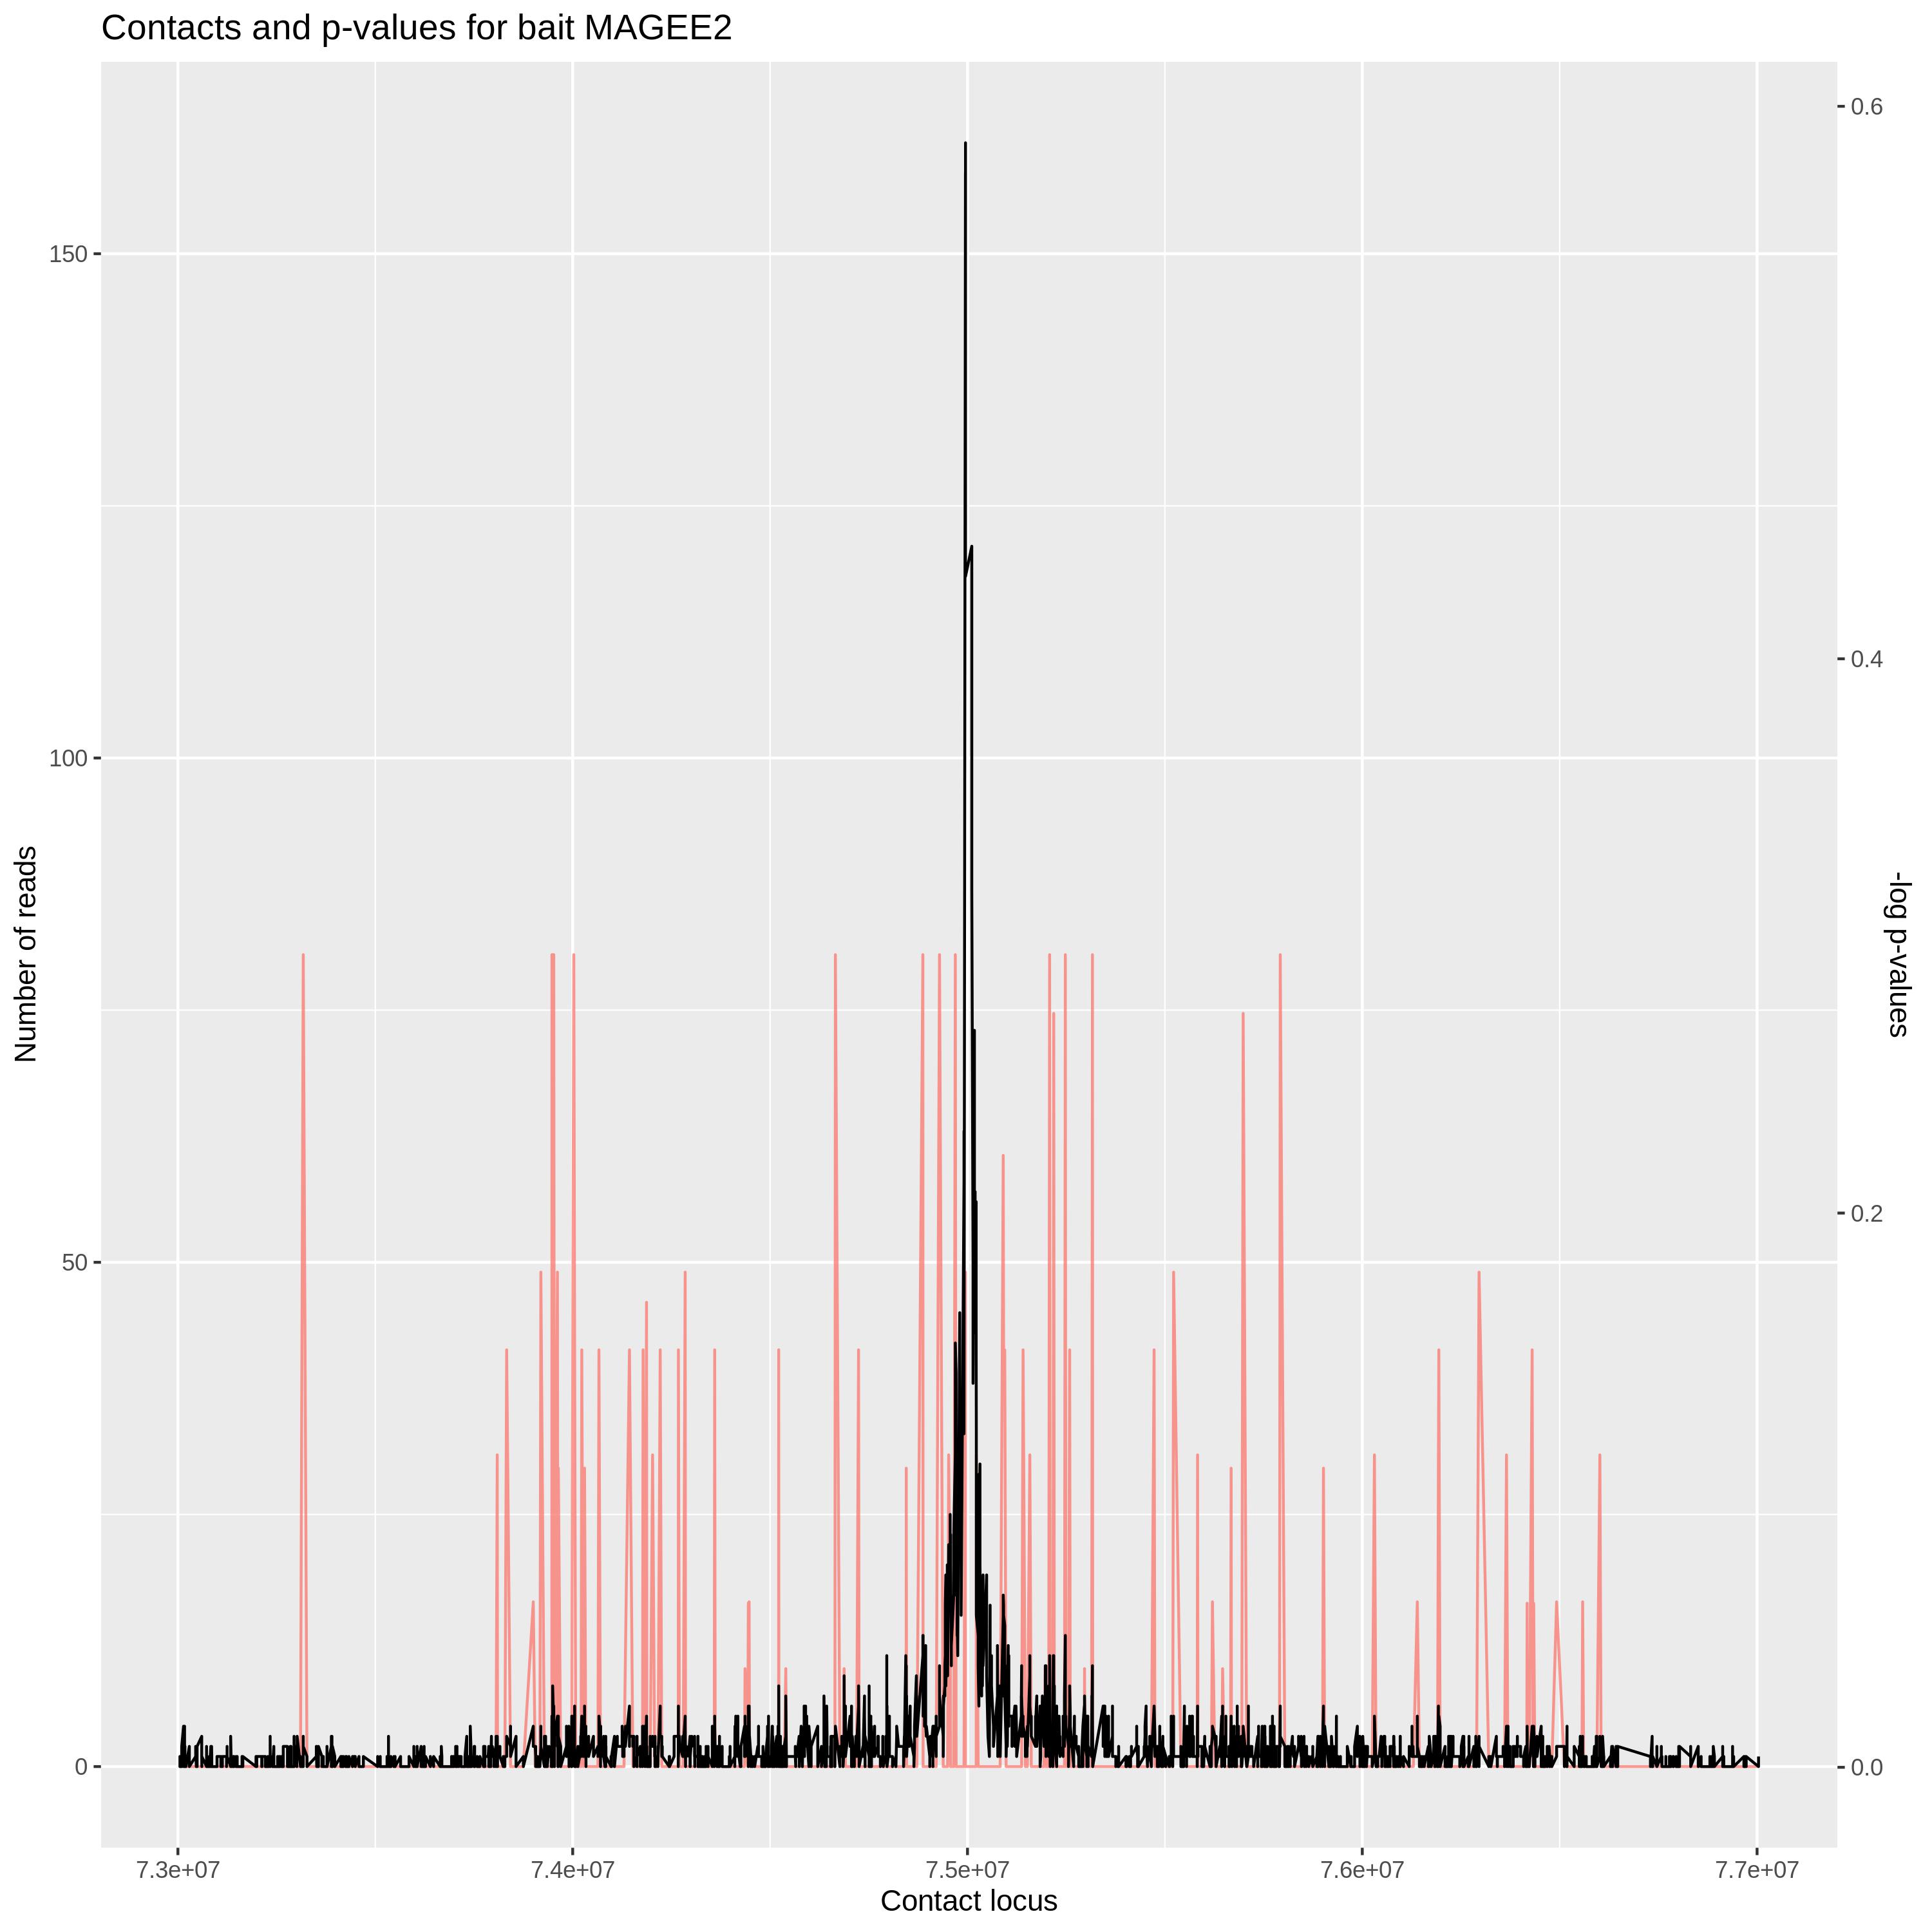 Contacts and p-values for bait MAGEE2
0.6
150
0.4
100
Number of reads
-log p-values
50
0.2
0
0.0
7.3e+07 7.4e+07 7.5e+07 7.6e+07 7.7e+07
Contact locus